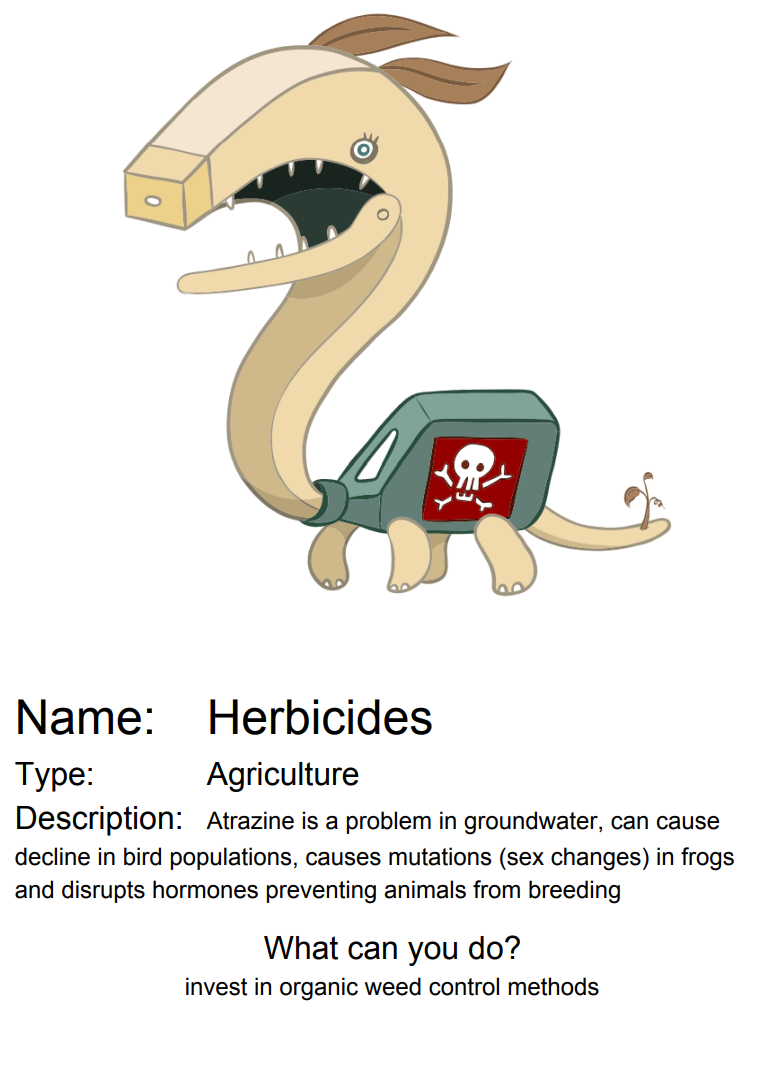 Name: Herbicides
Type: Agriculture
Description: Atrazine is a problem in groundwater, can cause
decline in bird populations, causes mutations (sex changes) in frogs
and disrupts hormones preventing animals from breeding
What can you do?
invest in organic weed control methods